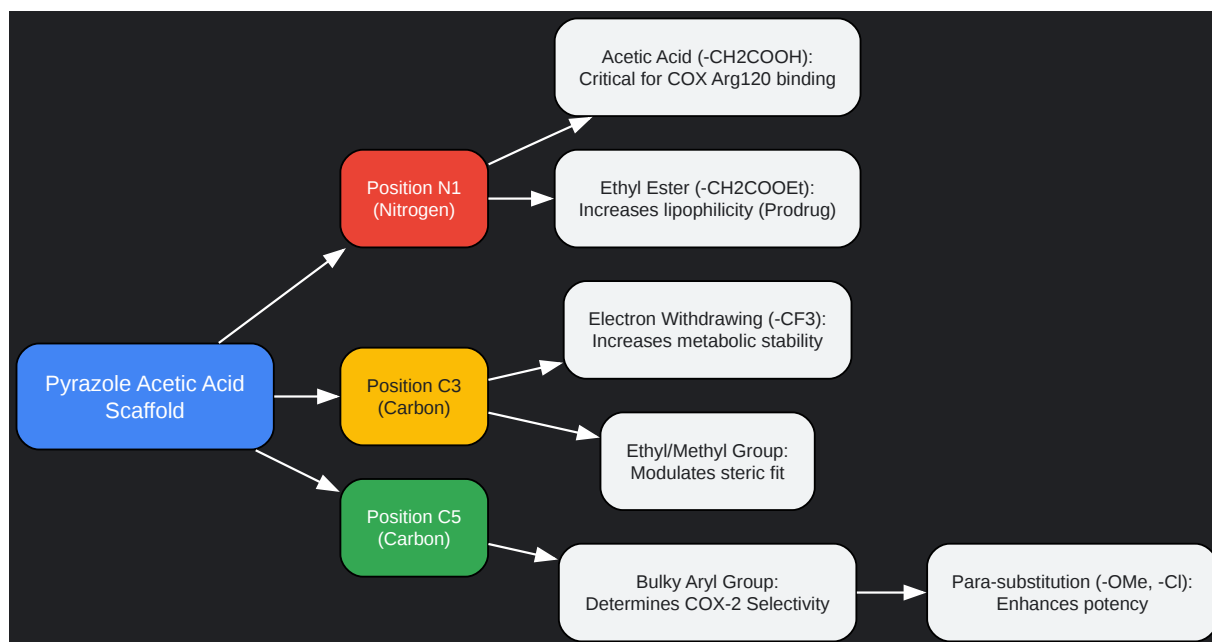 Acetic Acid (-CH2COOH):
Critical for COX Arg120 binding
Position N1
(Nitrogen)
Ethyl Ester (-CH2COOEt):
Increases lipophilicity (Prodrug)
Electron Withdrawing (-CF3):
Increases metabolic stability
Pyrazole Acetic Acid
Scaffold
Position C3
(Carbon)
Ethyl/Methyl Group:
Modulates steric fit
Position C5
(Carbon)
Bulky Aryl Group:
Determines COX-2 Selectivity
Para-substitution (-OMe, -Cl):
Enhances potency